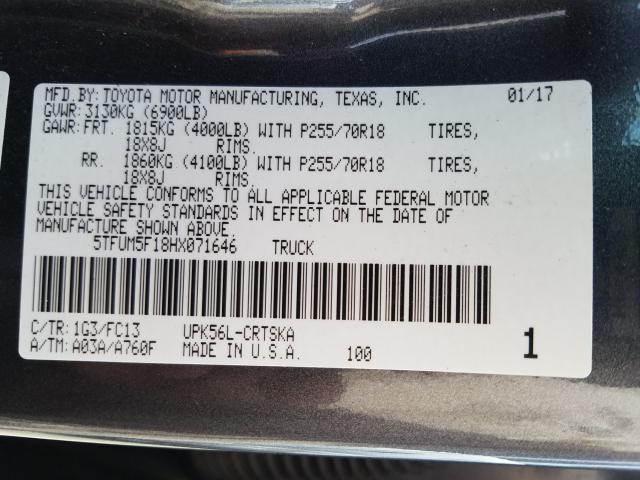 MFD.BY:TOYOTA MOTOR MANUFACTURING, TEXAS, INC. 01/17
GVWR: 3130KG (6900LB)
GAWR:FRT. 1815KG (4000LB) WITH P255/70R18 TIRES,
18X8J RIMS.
RR. 1860KG (4100LB) WITH P255/70R18 TIRES,
18X8J RIMS.
THIS VEHICLE CONFORMS TO ALL APPLICABLE FEDERAL MOTOR
VEHICLE SAFETY STANDARDS IN EFFECT ON THE DATE OF
MANUFACTURE SHOWN ABOVE.
5TFUM5F18HX071646 TRUCK
C/TR:1G3/FC13 UPK56L-CRTSKA
A/TM:A03A/A760F MADE IN U.S.A. 100 1